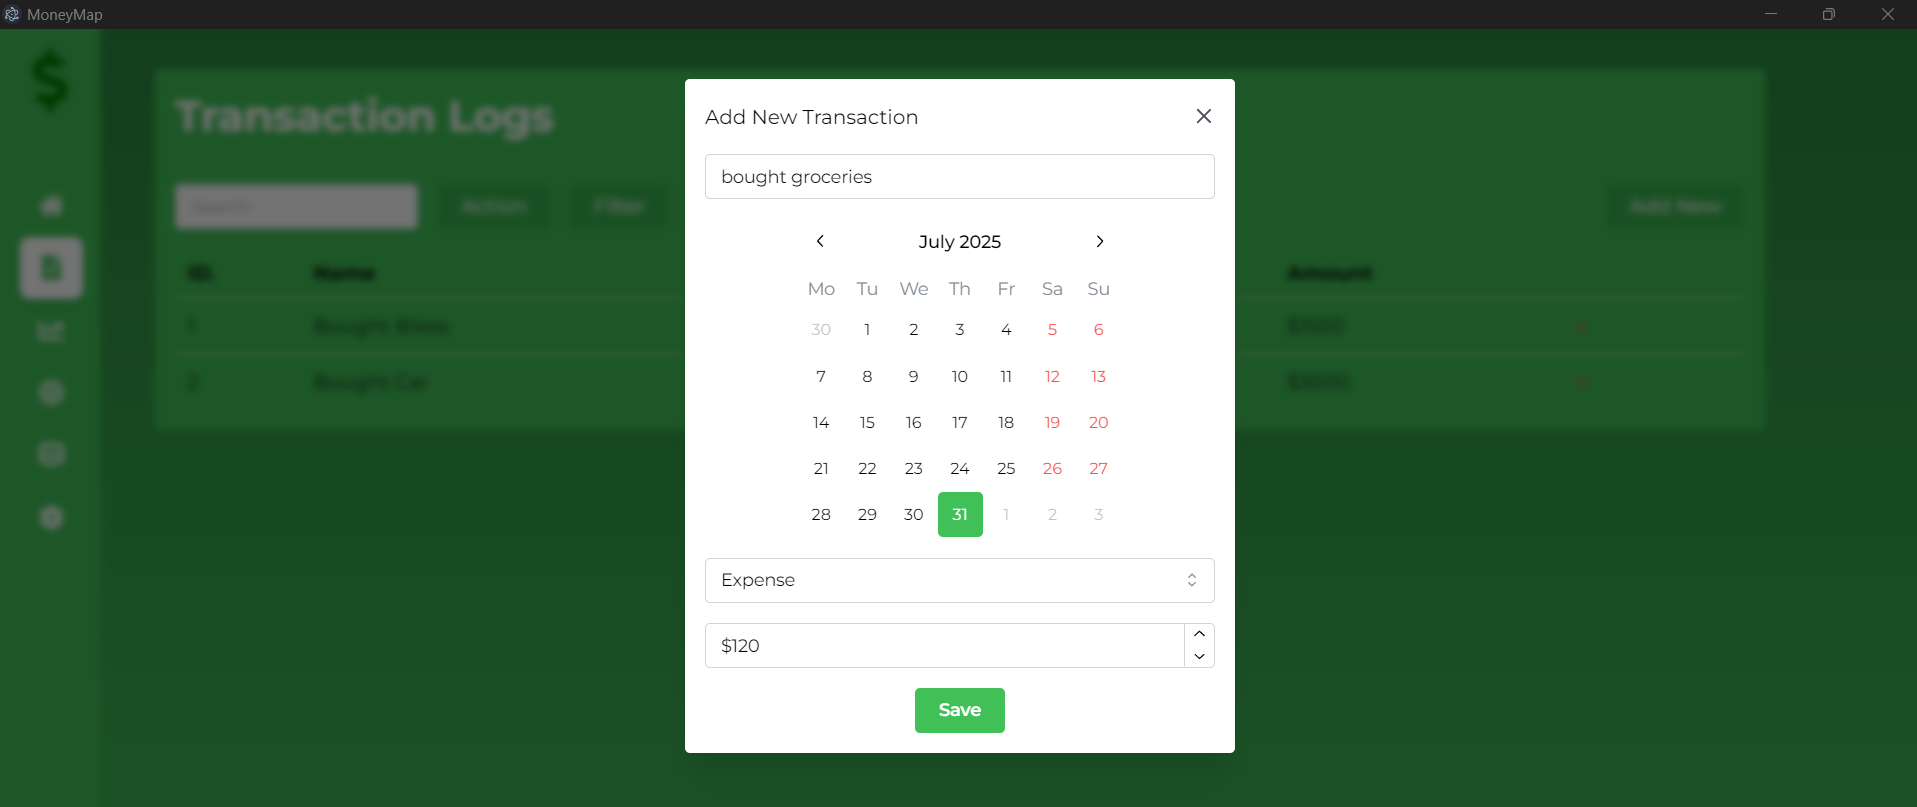 MoneyMap
$
Transaction Logs
Search Action Filter Add New
ID. Name Amount
1 Bought Bikes $1500
2 Bought Car $3000
Add New Transaction
bought groceries
July 2025
Mo Tu We Th Fr Sa Su
30 1 2 3 4 5 6
7 8 9 10 11 12 13
14 15 16 17 18 19 20
21 22 23 24 25 26 27
28 29 30 31 1 2 3
Expense
$120
Save